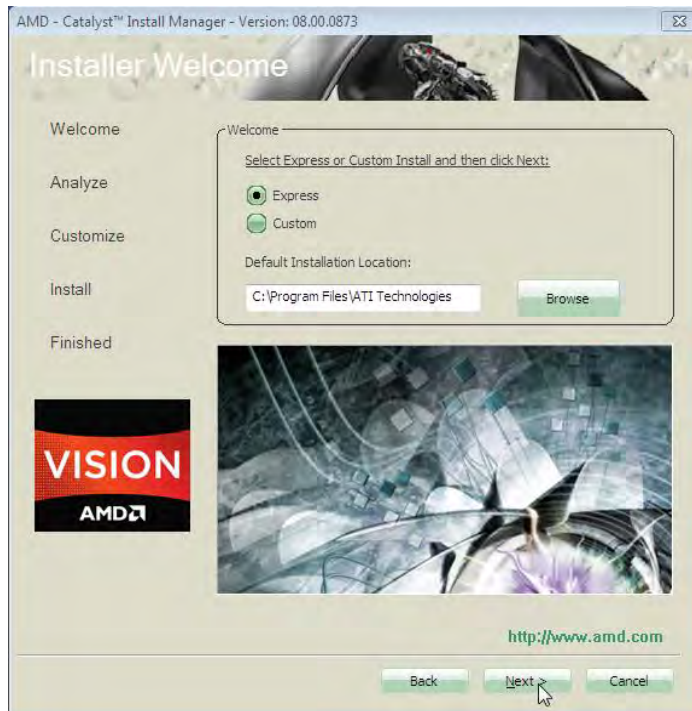 AMD - Catalyst™ Install Manager - Version: 08.00.0873
Installer Welcome
Welcome
Analyze
Customize
Install
Finished
Welcome
Select Express or Custom Install and then click Next:
Express
Custom
Default Installation Location:
C:\Program Files\ATI Technologies
Browse
VISION
AMD
http://www.amd.com
Back
Next >
Cancel